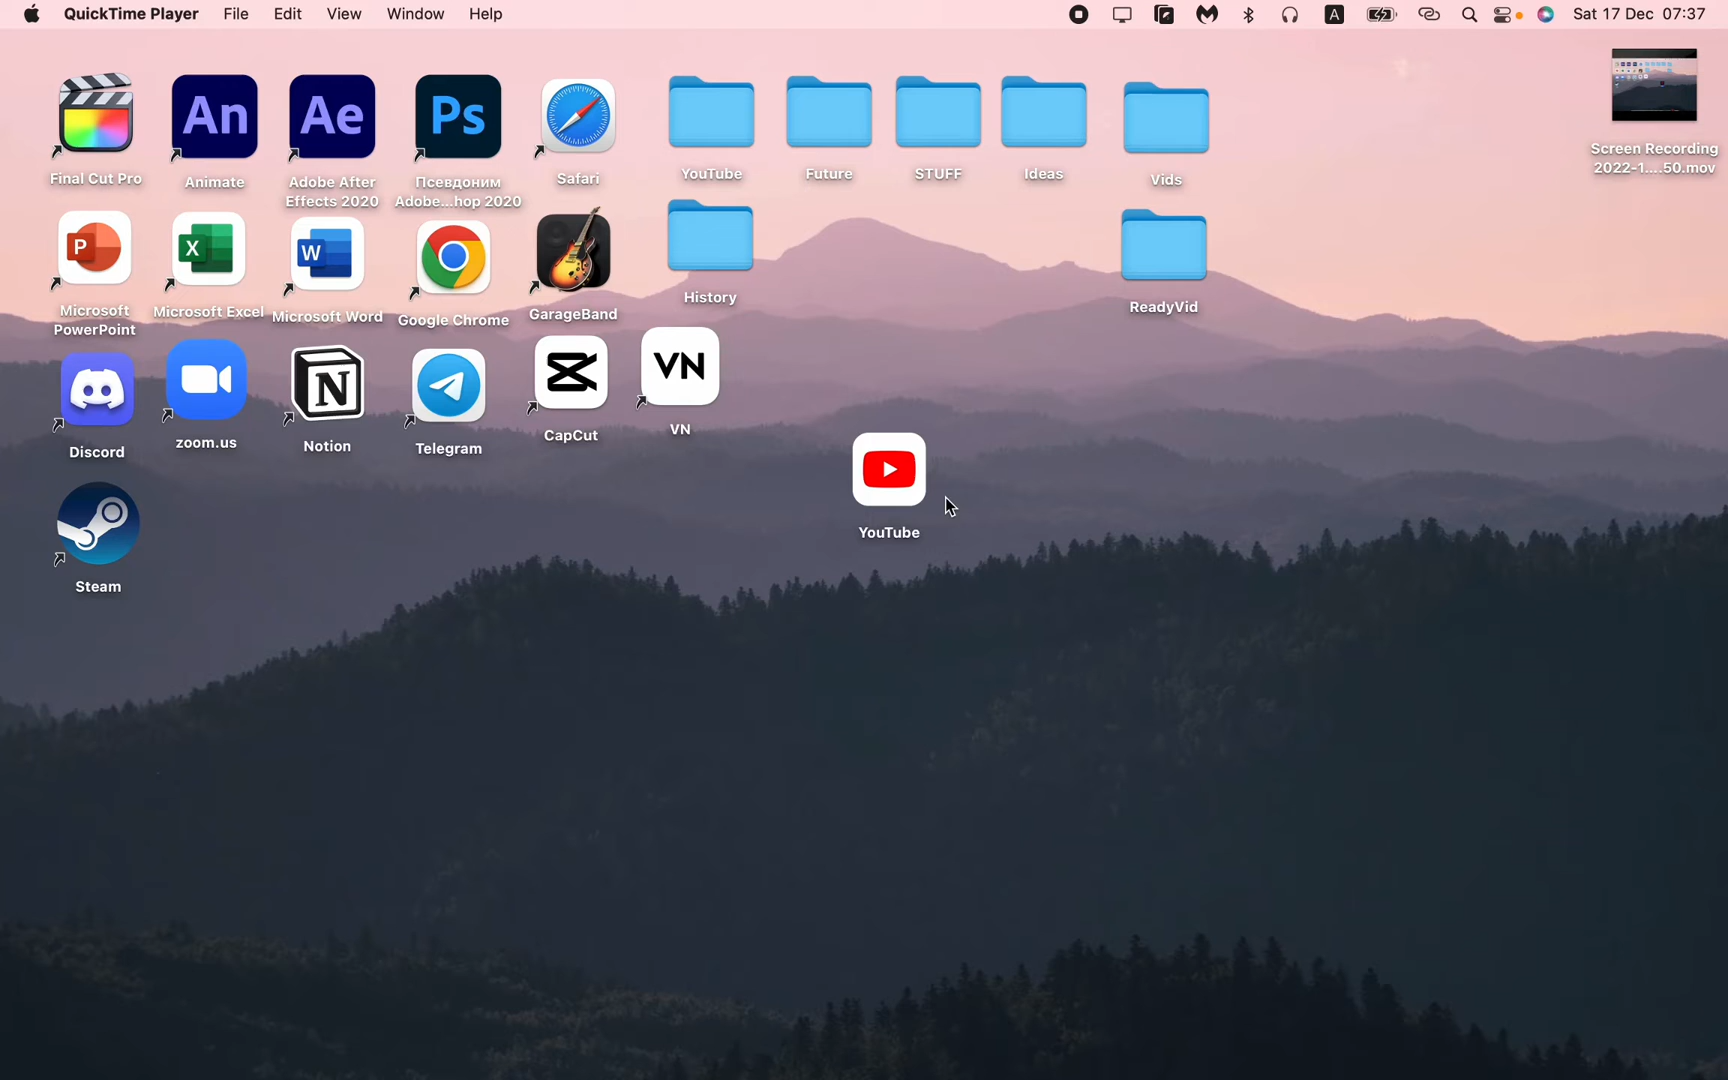 QuickTime Player File Edit View Window Help A Sat 17 Dec 07:37
An Ae Ps
Final Cut Pro
Animate
Adobe After
Effects 2020
Псевдоним
Adobe...hop 2020
Safari
YouTube
Future
STUFF
Ideas
Vids
Screen Recording
2022-1....50.mov
P X W
Microsoft
PowerPoint
Microsoft Excel
Microsoft Word
Google Chrome
GarageBand
History
ReadyVid
N
VN
Discord
zoom.us
Notion
Telegram
CapCut
VN
YouTube
Steam